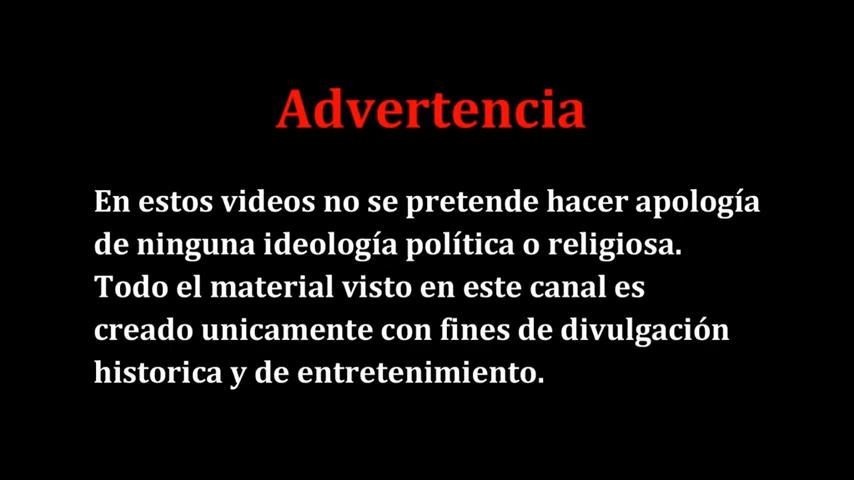 Advertencia
En estos videos no se pretende hacer apología
de ninguna ideología política o religiosa.
Todo el material visto en este canal es
creado unicamente con fines de divulgación
historica y de entretenimiento.